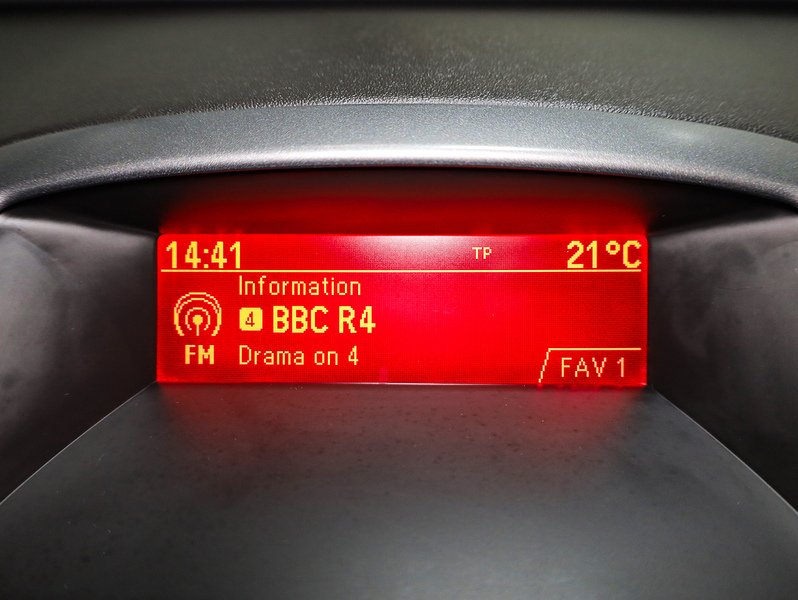 14:41 TP 21°C
Information
4 BBC R4
FM Drama on 4
FAV 1